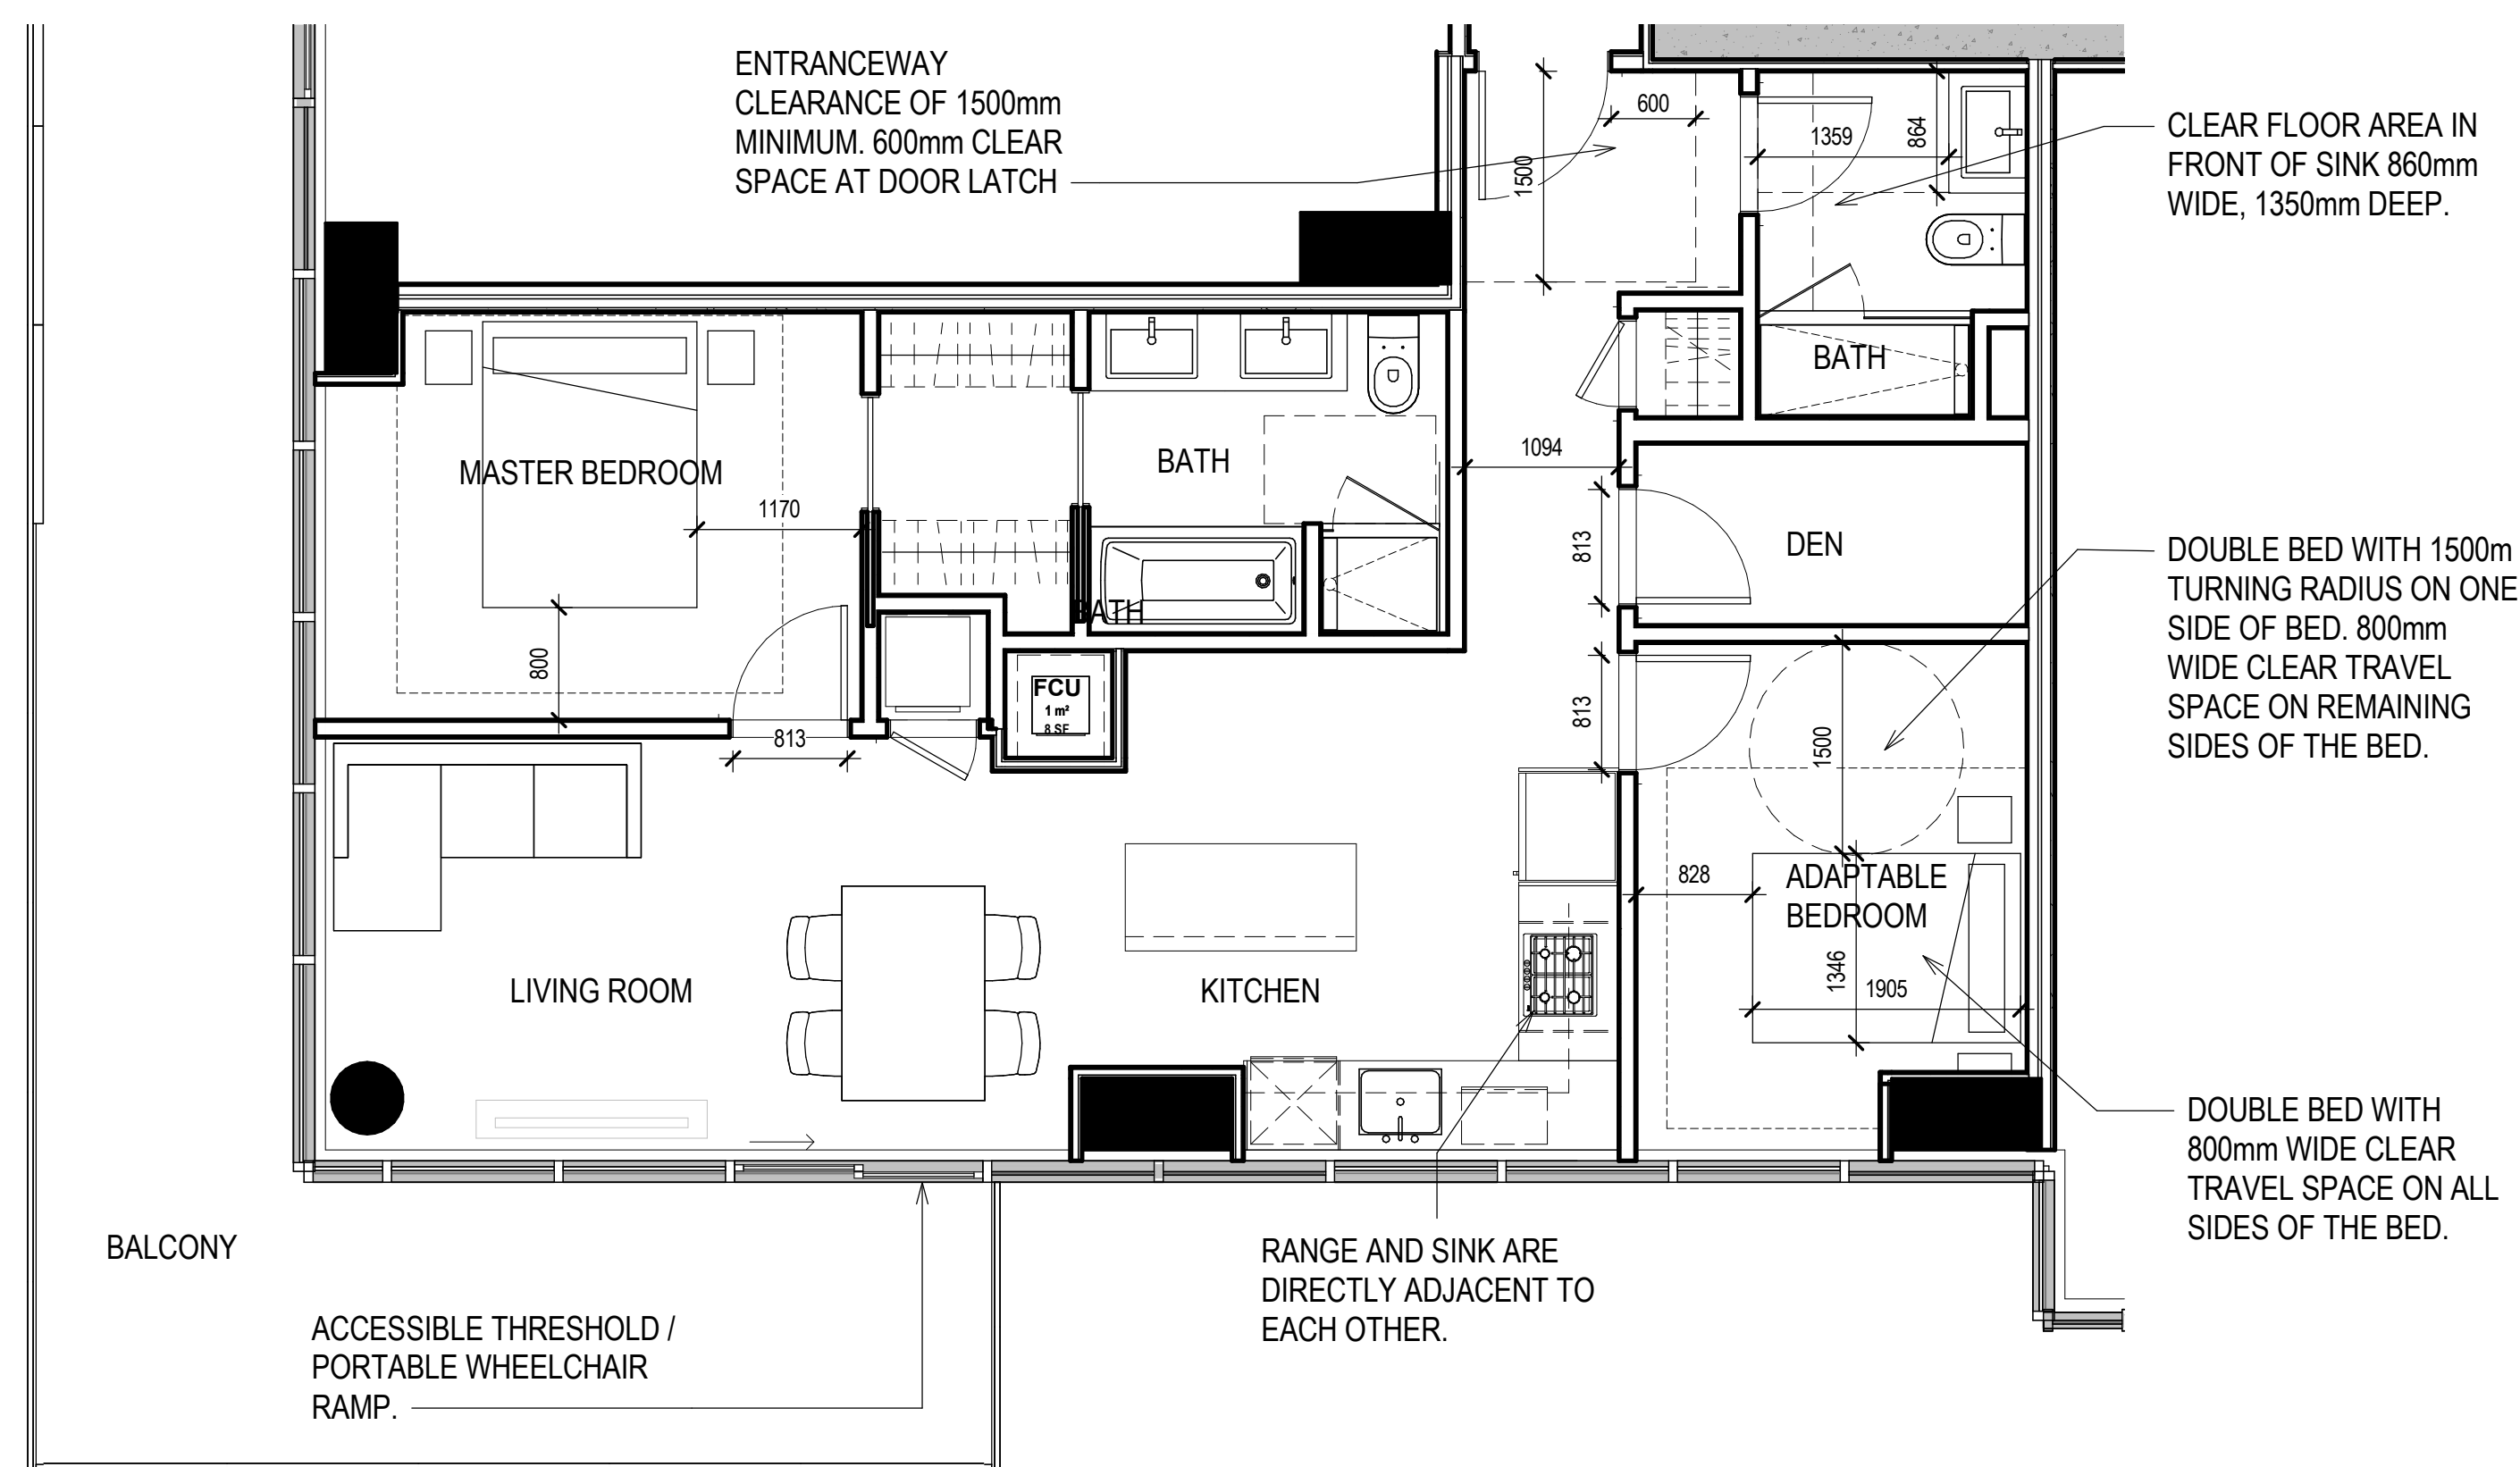 ENTRANCEWAY
CLEARANCE OF 1500mm
MINIMUM. 600mm CLEAR
SPACE AT DOOR LATCH
600
1500
1359
864
CLEAR FLOOR AREA IN
FRONT OF SINK 860mm
WIDE, 1350mm DEEP.
BATH
MASTER BEDROOM
1170
BATH
1094
813
DEN
DOUBLE BED WITH 1500m
TURNING RADIUS ON ONE
SIDE OF BED. 800mm
WIDE CLEAR TRAVEL
SPACE ON REMAINING
SIDES OF THE BED.
BATH
800
813
FCU
1 m²
8 SF
813
1500
828
ADAPTABLE
BEDROOM
1346
1905
LIVING ROOM
KITCHEN
DOUBLE BED WITH
800mm WIDE CLEAR
TRAVEL SPACE ON ALL
SIDES OF THE BED.
BALCONY
RANGE AND SINK ARE
DIRECTLY ADJACENT TO
EACH OTHER.
ACCESSIBLE THRESHOLD /
PORTABLE WHEELCHAIR
RAMP.